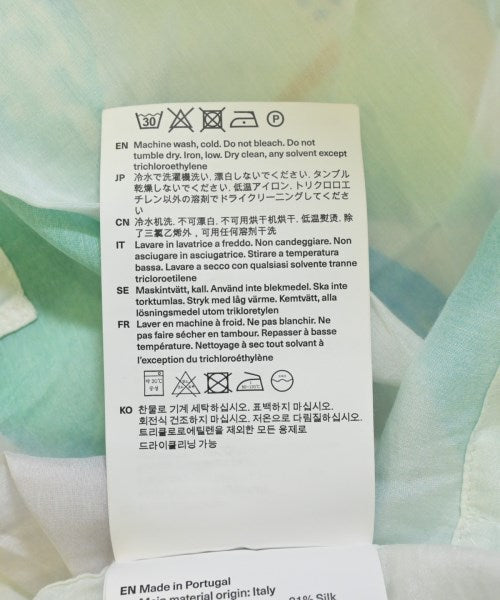 30 P
EN Machine wash, cold. Do not bleach. Do not
tumble dry. Iron, low. Dry clean, any solvent except
trichloroethylene
JP 冷水で洗濯機洗い. 漂白しないでください. タンブル
乾燥しないでください. 低温アイロン. トリクロロエ
チレン以外の溶剤でドライクリーニングしてくださ
い
CN 冷水机洗. 不可漂白. 不可用烘干机烘干. 低温熨烫. 除
了三氯乙烯外, 可用任何溶剂干洗
IT Lavare in lavatrice a freddo. Non candeggiare. Non
asciugare in asciugatrice. Stirare a temperatura
bassa. Lavare a secco con qualsiasi solvente tranne
tricloroetilene
SE Maskintvätt, kall. Använd inte blekmedel. Ska inte
torktumlas. Stryk med låg värme. Kemtvätt, alla
lösningsmedel utom trikloretylen
FR Laver en machine à froid. Ne pas blanchir. Ne
pas faire sécher en tambour. Repasser à basse
température. Nettoyage à sec tout solvant à
l'exception du trichloroéthylène
약 30℃
중성
KO 찬물로 기계 세탁하십시오. 표백하지 마십시오.
회전식 건조하지 마십시오. 저온으로 다림질하십시오.
트리클로로에틸렌을 제외한 모든 용제로
드라이클리닝 가능
EN Made in Portugal
Main material origin: Italy
91% Silk